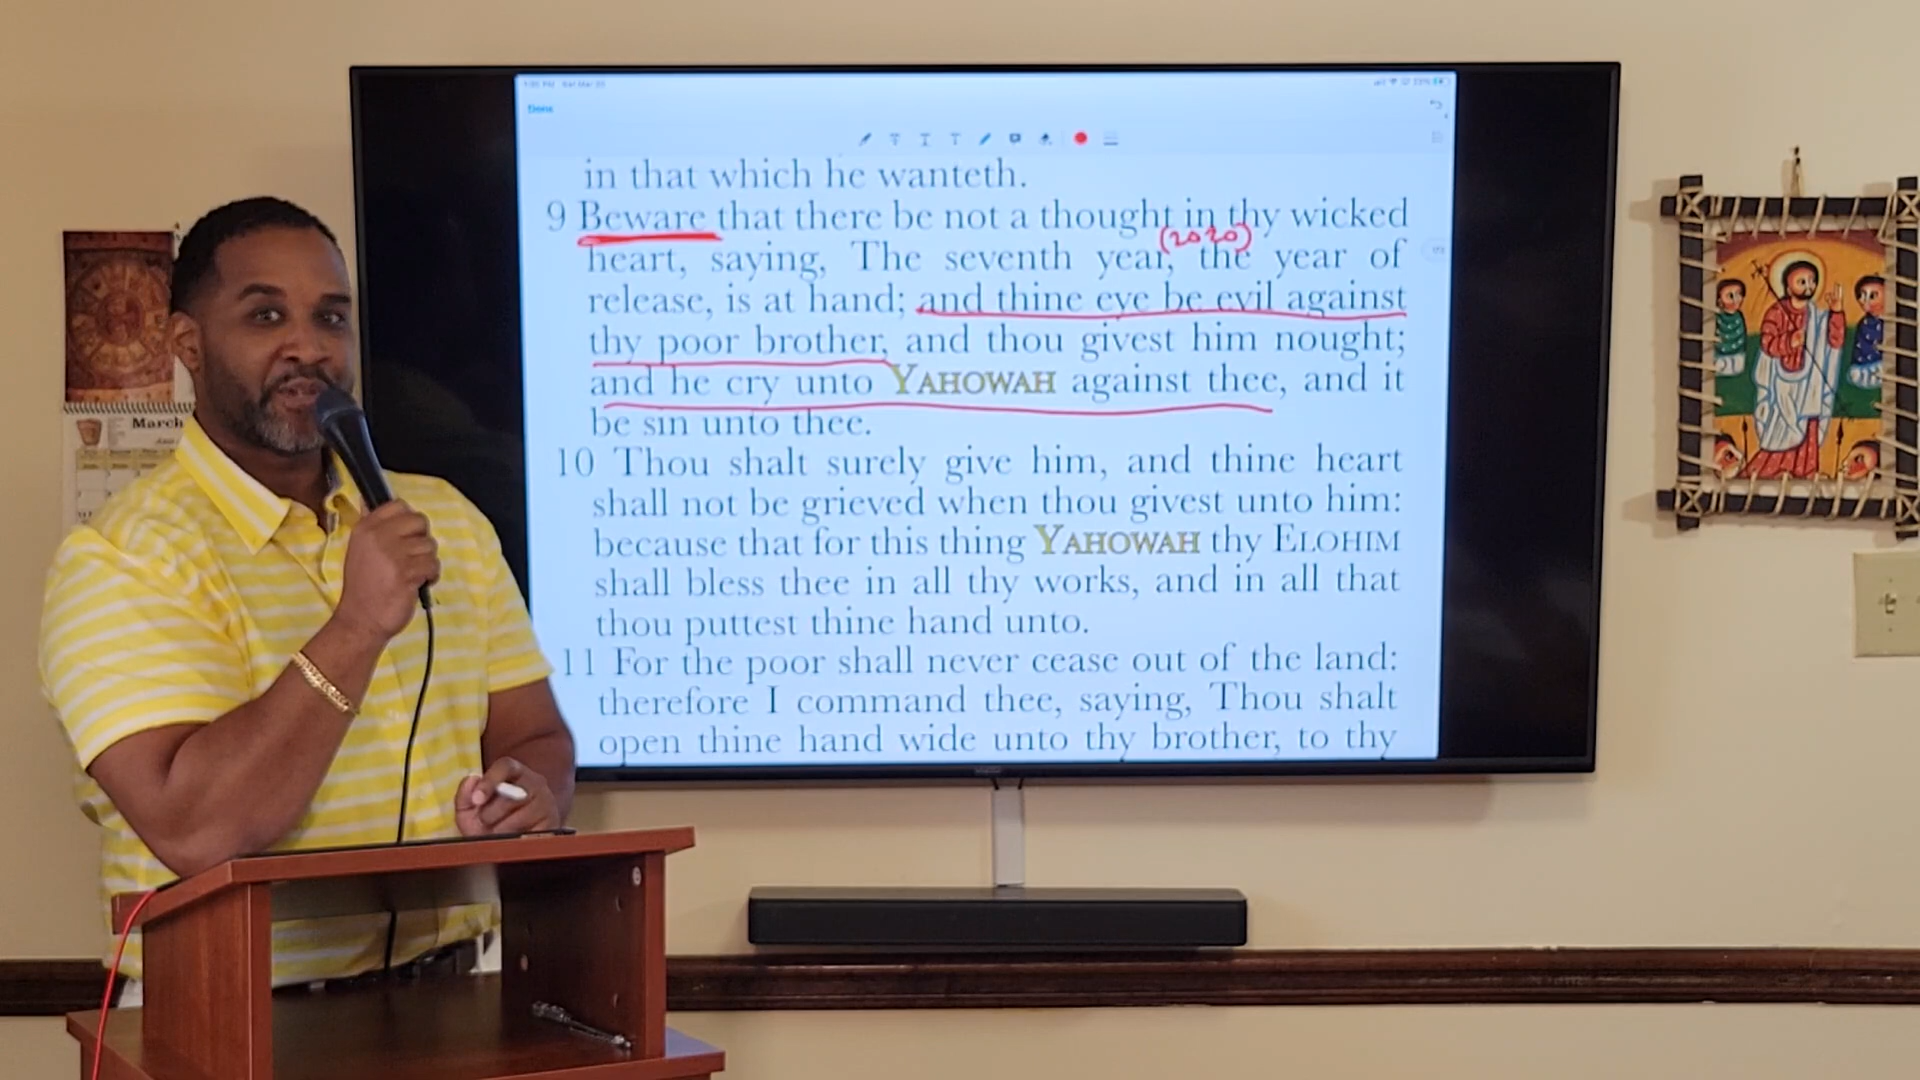 Done
in that which he wanteth.
9 Beware that there be not a thought in thy wicked
(2020)
heart, saying, The seventh year, the year of
release, is at hand; and thine eye be evil against
thy poor brother, and thou givest him nought;
and he cry unto YAHOWAH against thee, and it
be sin unto thee.
10 Thou shalt surely give him, and thine heart
shall not be grieved when thou givest unto him:
because that for this thing YAHOWAH thy ELOHIM
shall bless thee in all thy works, and in all that
thou puttest thine hand unto.
11 For the poor shall never cease out of the land:
therefore I command thee, saying, Thou shalt
open thine hand wide unto thy brother, to thy
March